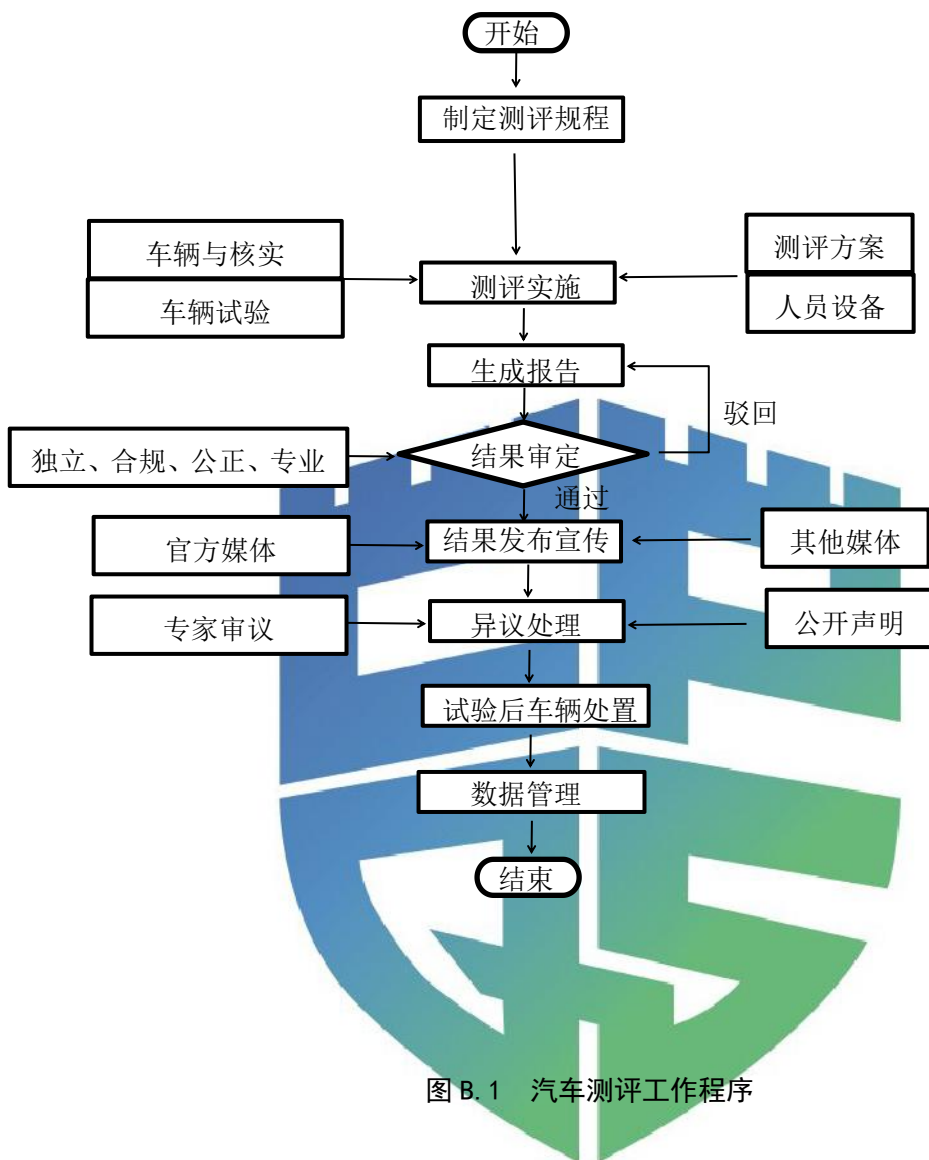 开始
制定测评规程
车辆与核实
测评方案
测评实施
车辆试验
人员设备
生成报告
驳回
独立、合规、公正、专业
结果审定
通过
官方媒体
结果发布宣传
其他媒体
专家审议
异议处理
公开声明
试验后车辆处置
数据管理
结束
图 B.1 汽车测评工作程序